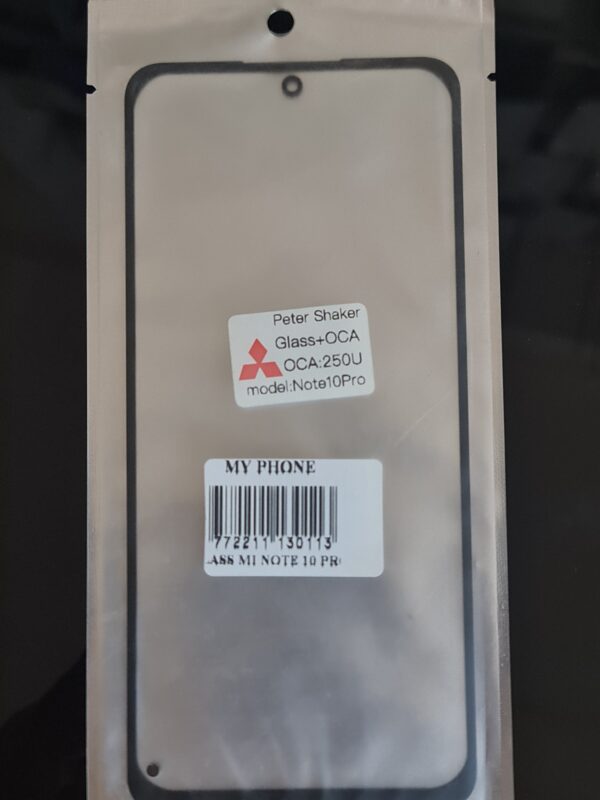 Peter Shaker
Glass+OCA
OCA:250U
model:Note10Pro
MY PHONE
772211 130113
ASS MI NOTE 10 PR